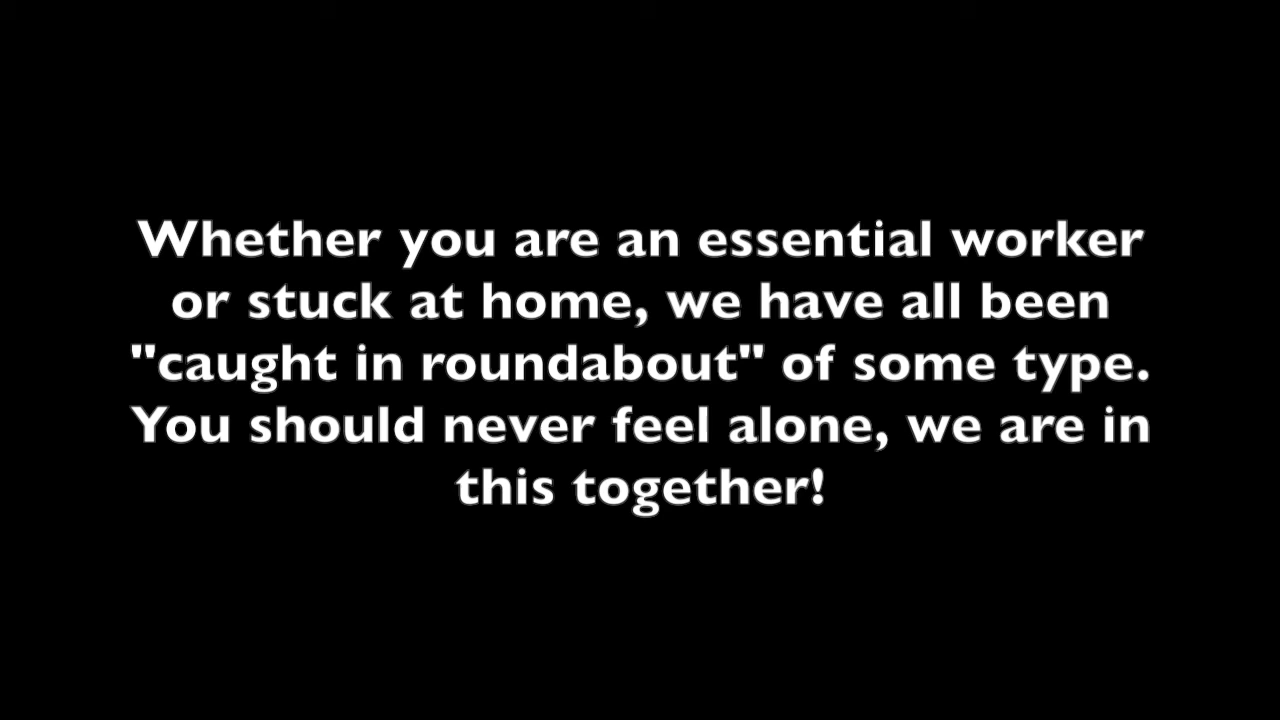 Whether you are an essential worker
or stuck at home, we have all been
"caught in roundabout" of some type.
You should never feel alone, we are in
this together!